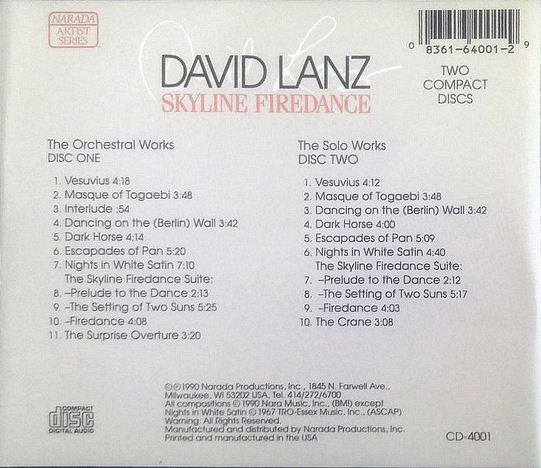 NARADA
ARTIST
SERIES
DAVID LANZ
SKYLINE FIREDANCE
0 8361-64001-2 9
TWO
COMPACT
DISCS
The Orchestral Works
DISC ONE
1. Vesuvius 4:18
2. Masque of Togaebi 3:48
3. Interlude :54
4. Dancing on the (Berlin) Wall 3:42
5. Dark Horse 4:14
6. Escapades of Pan 5:20
7. Nights in White Satin 7:10
The Skyline Firedance Suite:
8. –Prelude to the Dance 2:13
9. –The Setting of Two Suns 5:25
10. –Firedance 4:08
11. The Surprise Overture 3:20
The Solo Works
DISC TWO
1. Vesuvius 4:12
2. Masque of Togaebi 3:48
3. Dancing on the (Berlin) Wall 3:42
4. Dark Horse 4:00
5. Escapades of Pan 5:09
6. Nights in White Satin 4:40
The Skyline Firedance Suite:
7. –Prelude to the Dance 2:12
8. –The Setting of Two Suns 5:17
9. –Firedance 4:03
10. The Crane 3:08
COMPACT
disc
DIGITAL AUDIO
©℗1990 Narada Productions, Inc., 1845 N. Farwell Ave.,
Milwaukee, WI 53202 USA, Tel. 414/272/6700
All compositions © 1990 Nara Music, Inc., (BMI) except
Nights in White Satin © 1967 TRO-Essex Music, Inc., (ASCAP)
Warning: All Rights Reserved.
Manufactured and distributed by Narada Productions, Inc.
Printed and manufactured in the USA
CD-4001